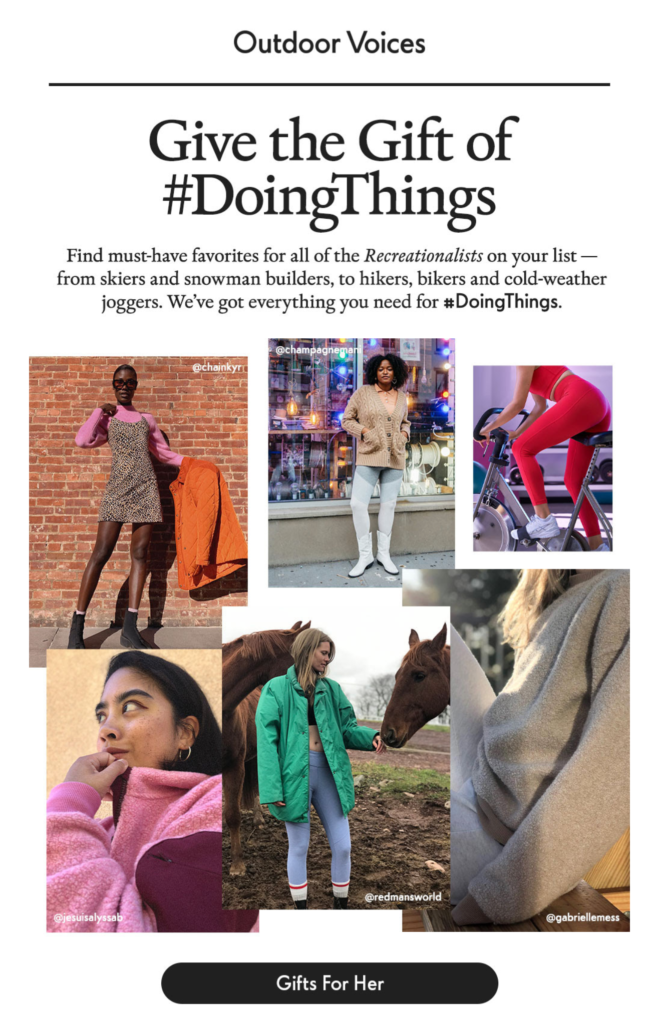 Outdoor Voices
Give the Gift of
#DoingThings
Find must-have favorites for all of the Recreationalists on your list —
from skiers and snowman builders, to hikers, bikers and cold-weather
joggers. We've got everything you need for #DoingThings.
@champagnemani
@chainkyr
@redmansworld
@jesuisalyssab
@gabriellemess
Gifts For Her